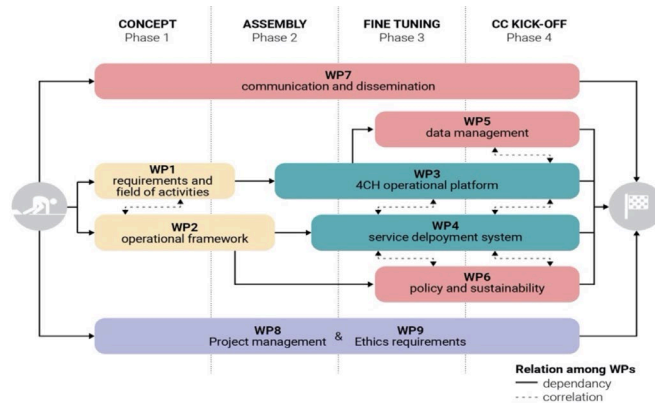 CONCEPT ASSEMBLY FINE TUNING CC KICK-OFF
Phase 1 Phase 2 Phase 3 Phase 4
WP7
communication and dissemination
WP5
data management
WP1
requirements and
field of activities
WP3
4CH operational platform
WP2
operational framework
WP4
service delpoyment system
WP6
policy and sustainability
WP8 & WP9
Project management Ethics requirements
Relation among WPs
dependancy
correlation